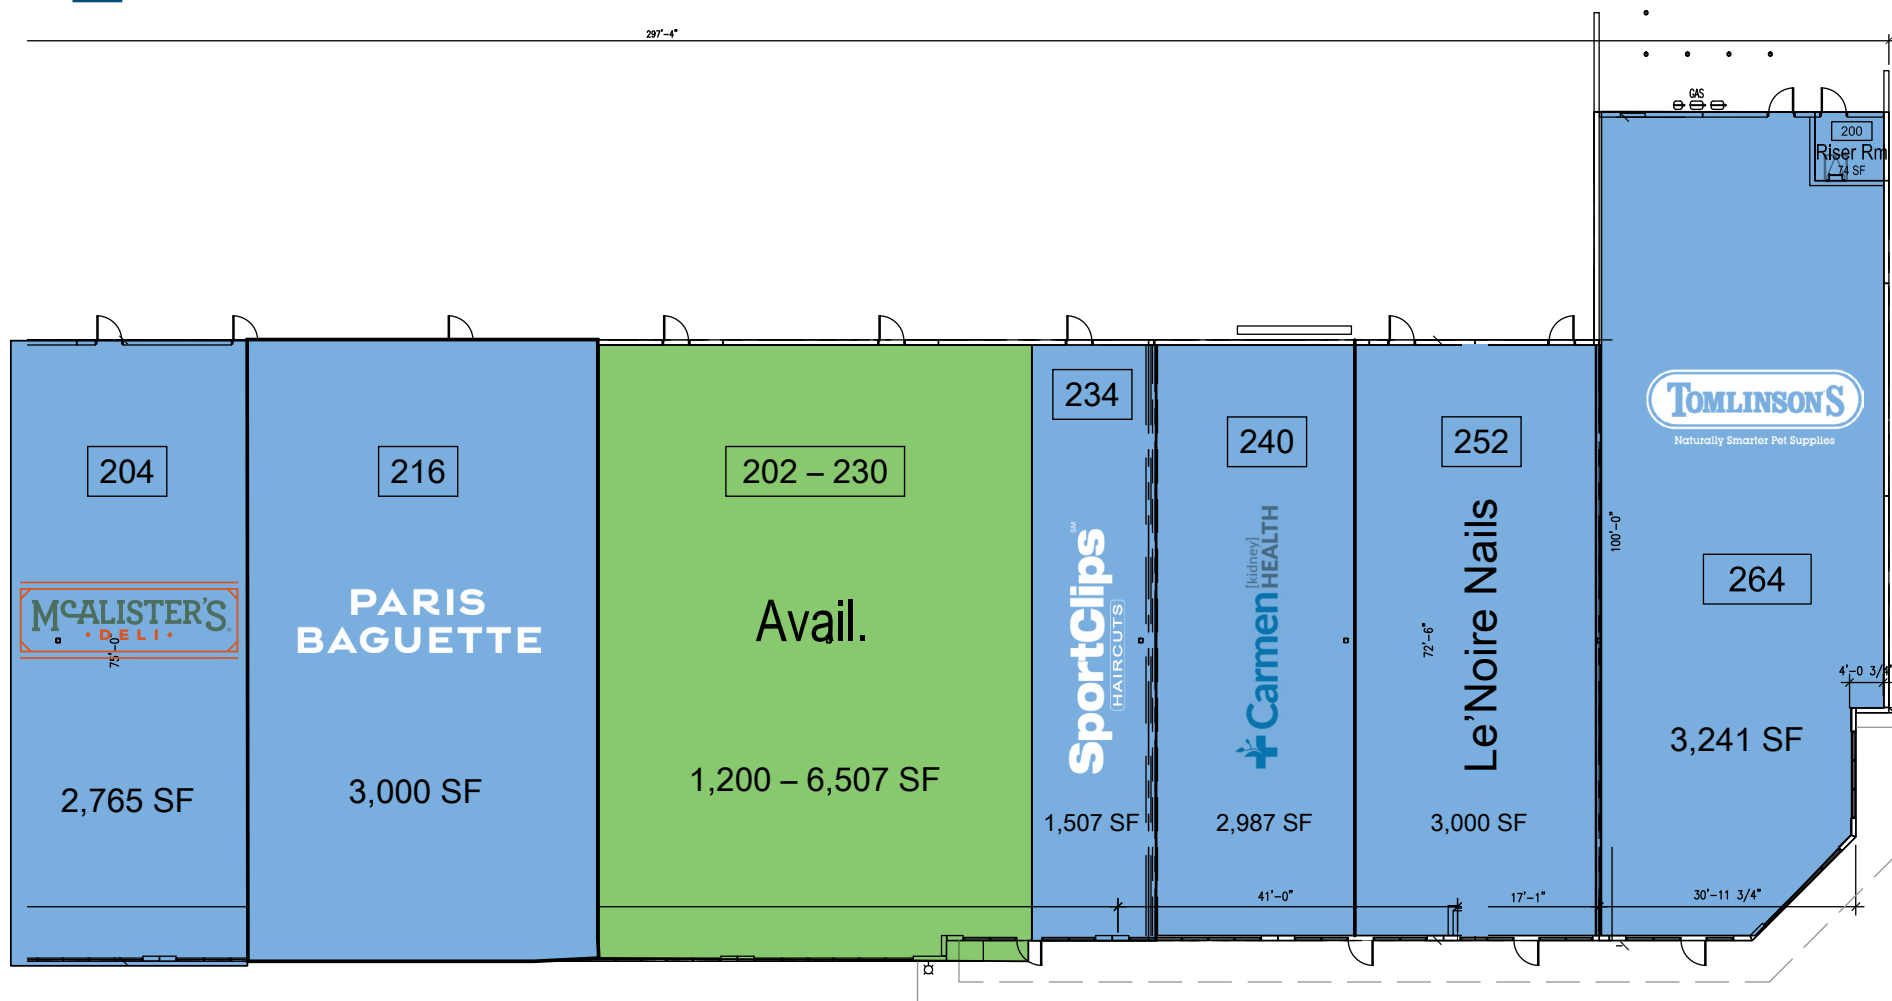 297'-4"
GAS
200
Riser Rm
74 SF
204
McALISTER'S
DELI
75'-0"
2,765 SF
216
PARIS
BAGUETTE
3,000 SF
202 – 230
Avail.
1,200 – 6,507 SF
234
SportClips SM
HAIRCUTS
1,507 SF
240
Carmen [kidney] HEALTH
2,987 SF
252
Le'Noire Nails
72'-6"
3,000 SF
TOMLINSON'S
Naturally Smarter Pet Supplies
100'-0"
264
4'-0 3/4"
3,241 SF
41'-0"
17'-1"
30'-11 3/4"